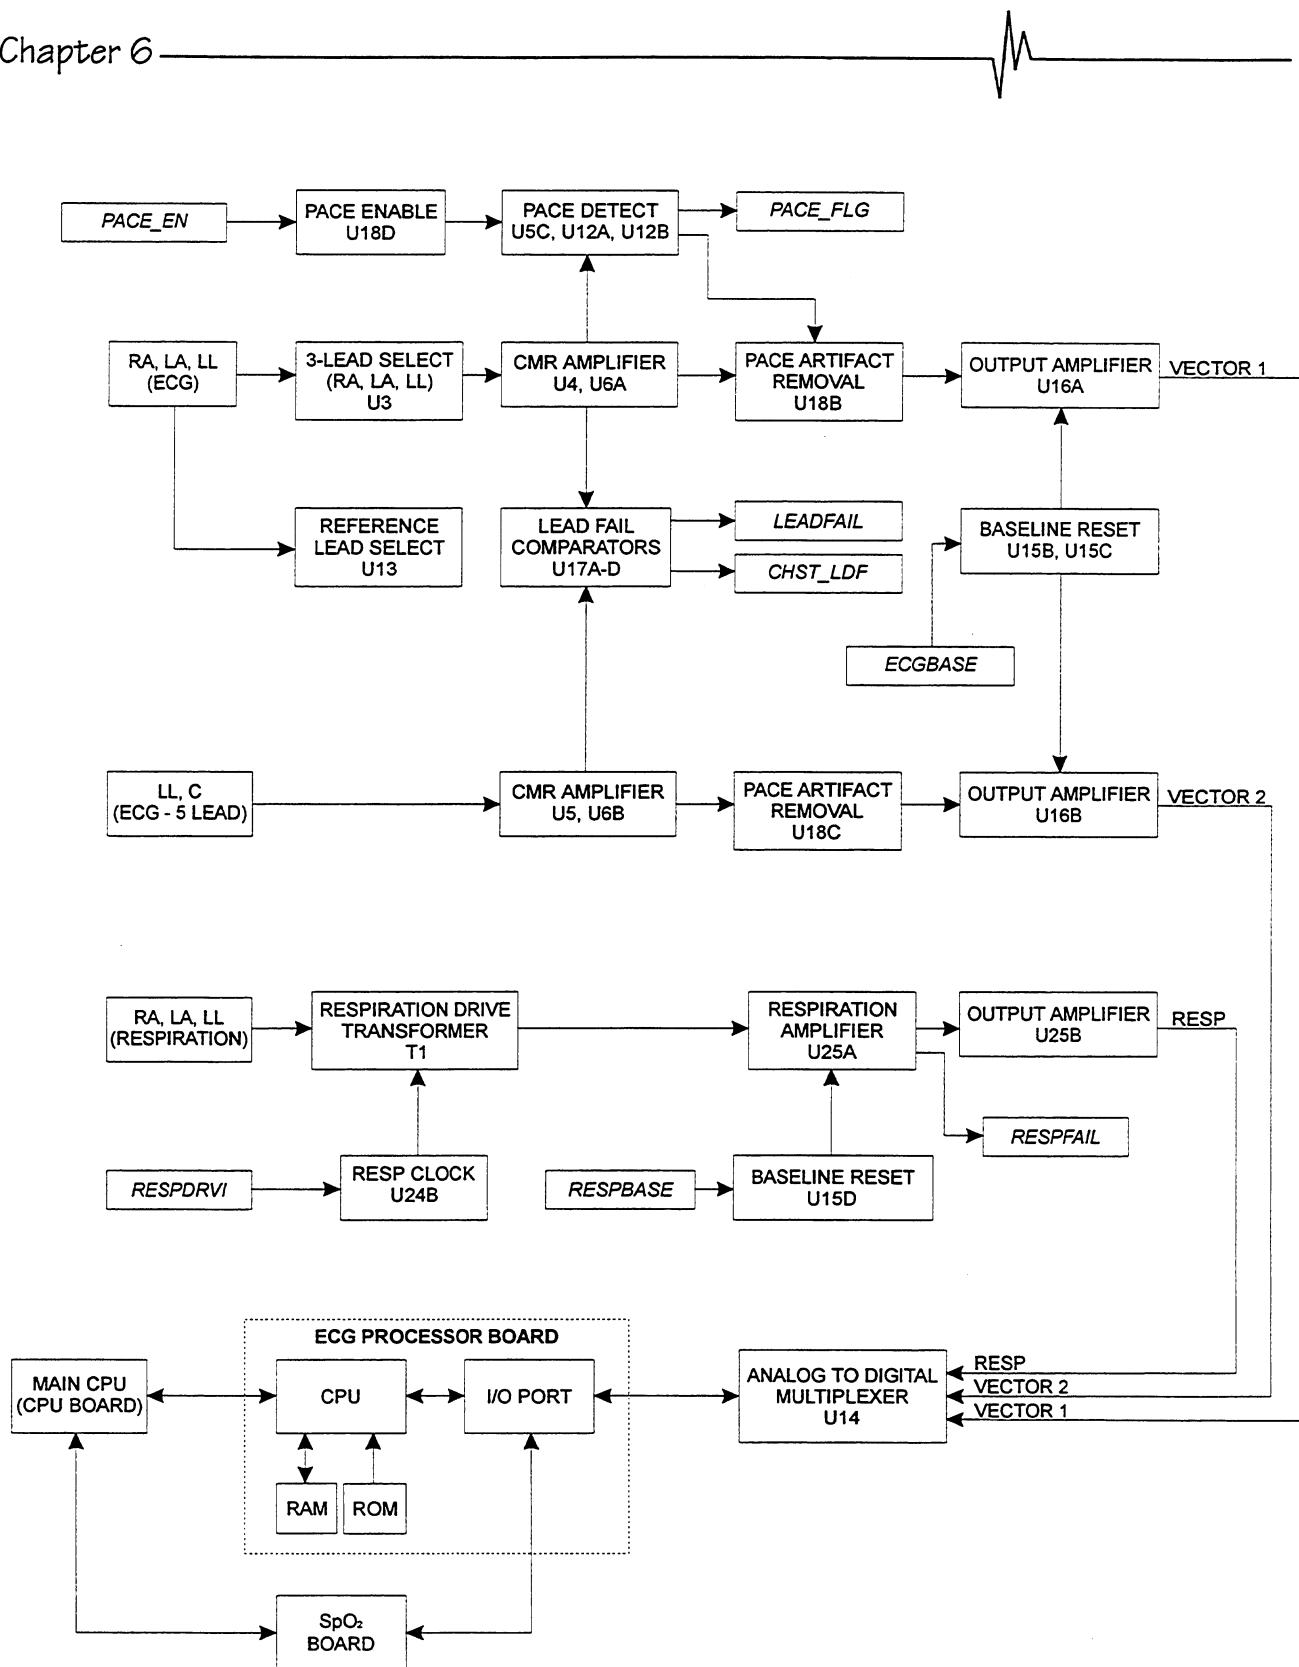 Chapter 6
PACE_EN
PACE ENABLE
U18D
PACE DETECT
U5C, U12A, U12B
PACE_FLG
RA, LA, LL
(ECG)
3-LEAD SELECT
(RA, LA, LL)
U3
CMR AMPLIFIER
U4, U6A
PACE ARTIFACT
REMOVAL
U18B
OUTPUT AMPLIFIER
U16A
VECTOR 1
REFERENCE
LEAD SELECT
U13
LEAD FAIL
COMPARATORS
U17A-D
LEADFAIL
CHST_LDF
BASELINE RESET
U15B, U15C
ECGBASE
LL, C
(ECG - 5 LEAD)
CMR AMPLIFIER
U5, U6B
PACE ARTIFACT
REMOVAL
U18C
OUTPUT AMPLIFIER
U16B
VECTOR 2
RA, LA, LL
(RESPIRATION)
RESPIRATION DRIVE
TRANSFORMER
T1
RESPIRATION
AMPLIFIER
U25A
OUTPUT AMPLIFIER
U25B
RESP
RESPFAIL
RESPDRVI
RESP CLOCK
U24B
RESPBASE
BASELINE RESET
U15D
ECG PROCESSOR BOARD
MAIN CPU
(CPU BOARD)
CPU
I/O PORT
ANALOG TO DIGITAL
MULTIPLEXER
U14
RESP
VECTOR 2
VECTOR 1
RAM
ROM
SpO₂
BOARD